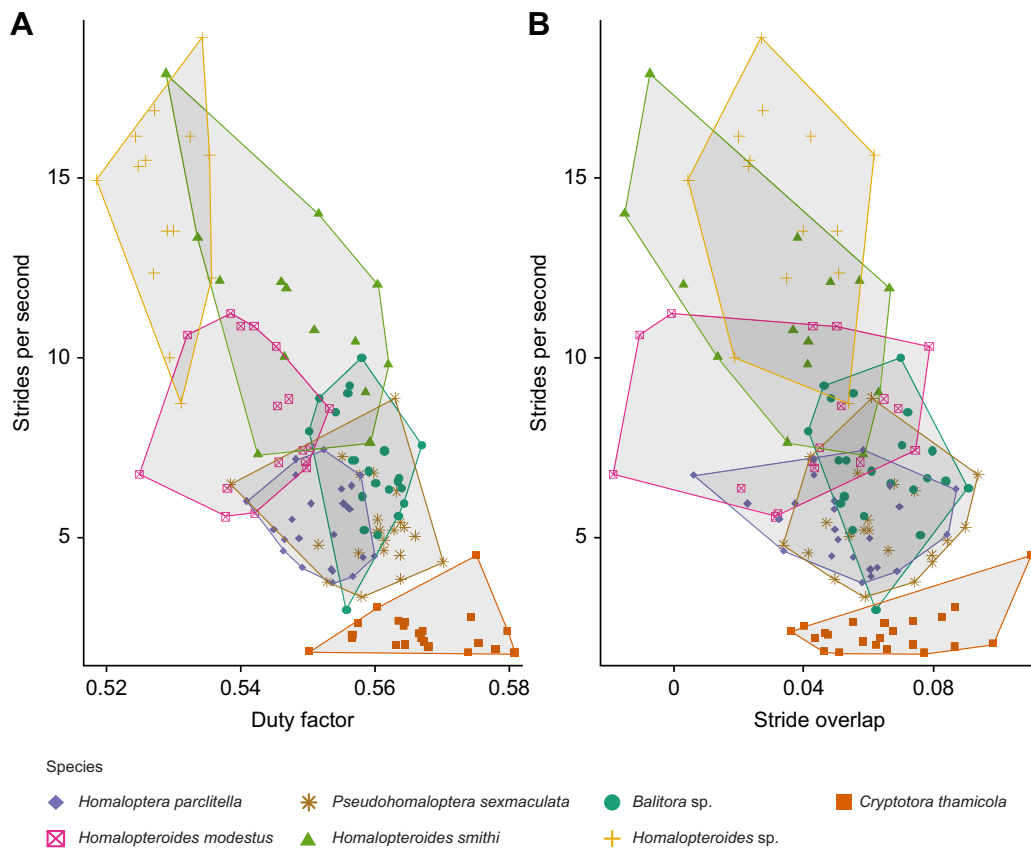 A
B
Strides per second
15
10
5
0.52
0.54
0.56
0.58
Duty factor
Strides per second
15
10
5
0
0.04
0.08
Stride overlap
Species
Homaloptera parclitella
Pseudohomaloptera sexmaculata
Balitora sp.
Cryptotora thamicola
Homalopteroides modestus
Homalopteroides smithi
Homalopteroides sp.